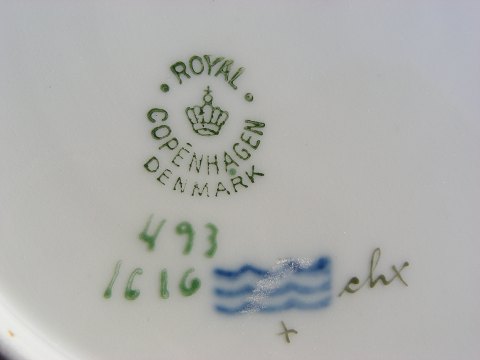 ROYAL
COPENHAGEN
DENMARK
493
1616
chx
+